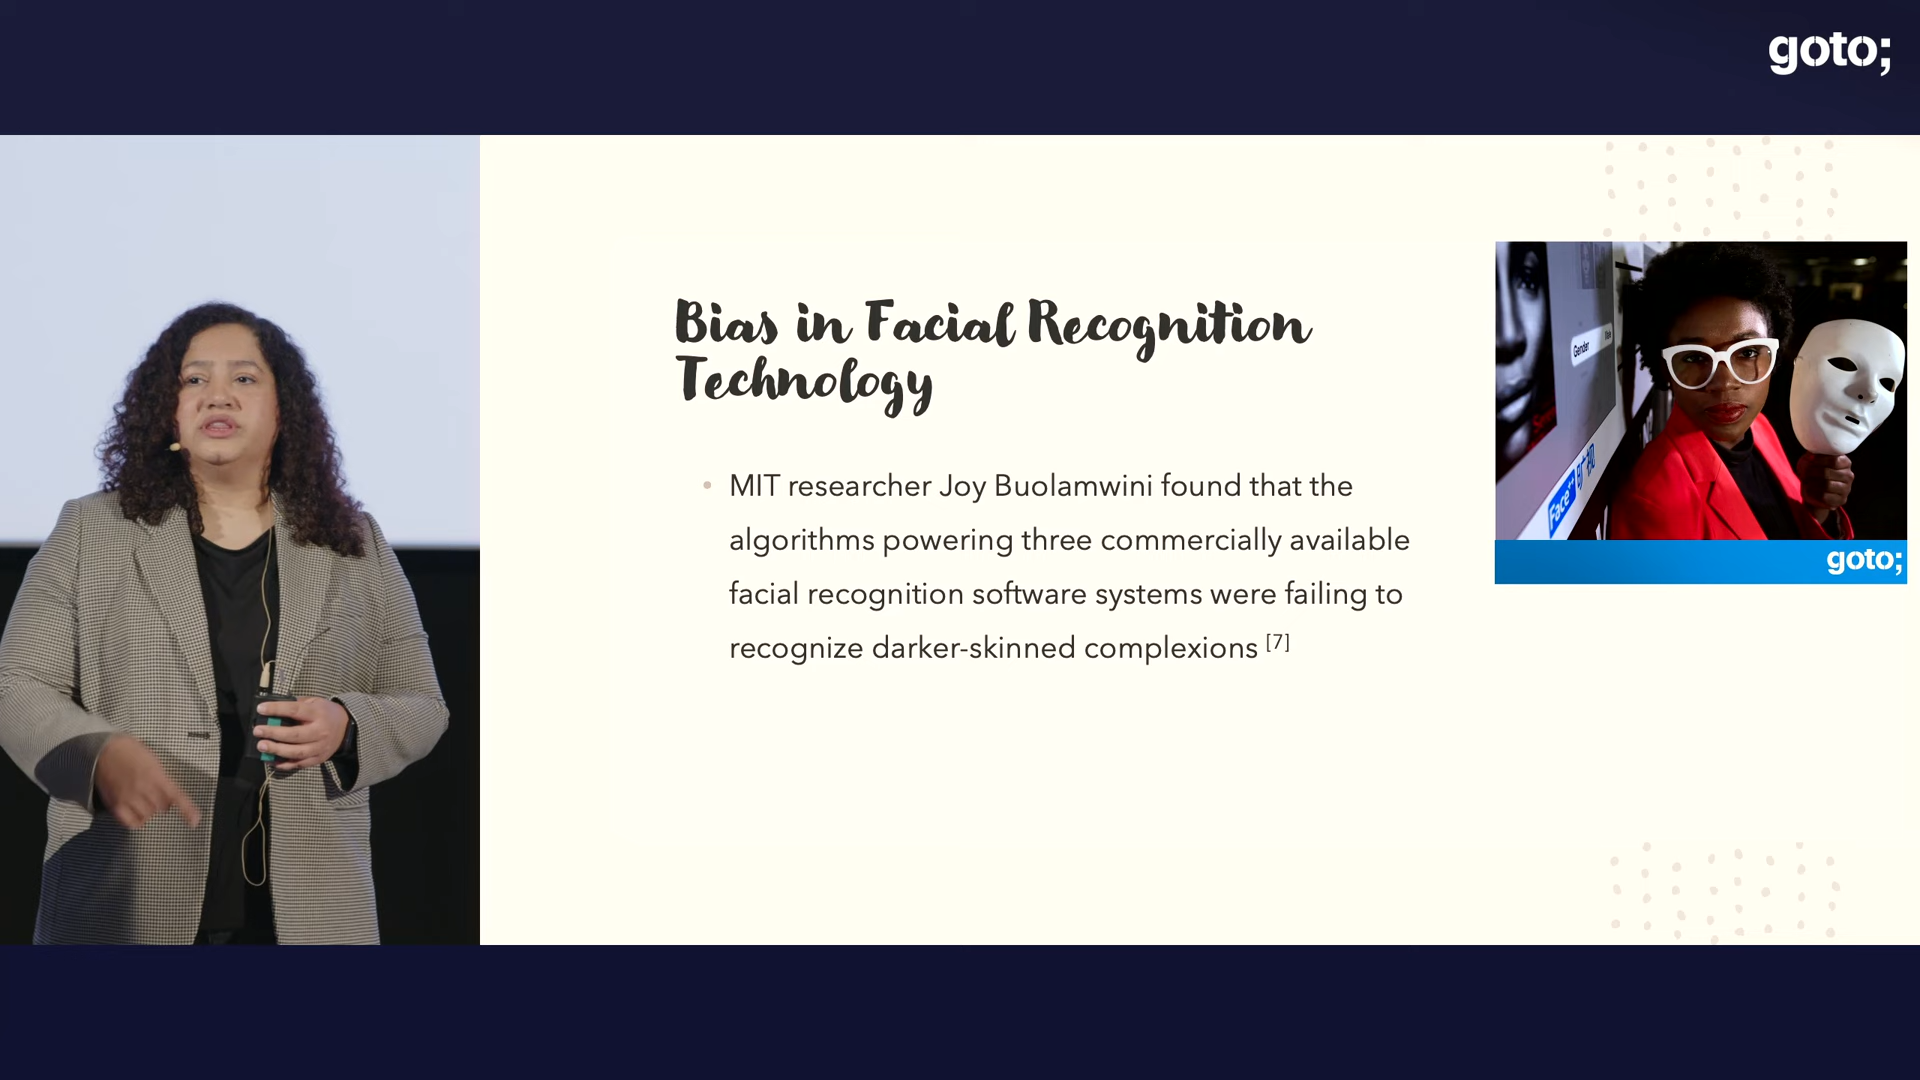 goto;
Bias in Facial Recognition
Technology
• MIT researcher Joy Buolamwini found that the
algorithms powering three commercially available
facial recognition software systems were failing to
recognize darker-skinned complexions [7]
Gender
Face++
goto;